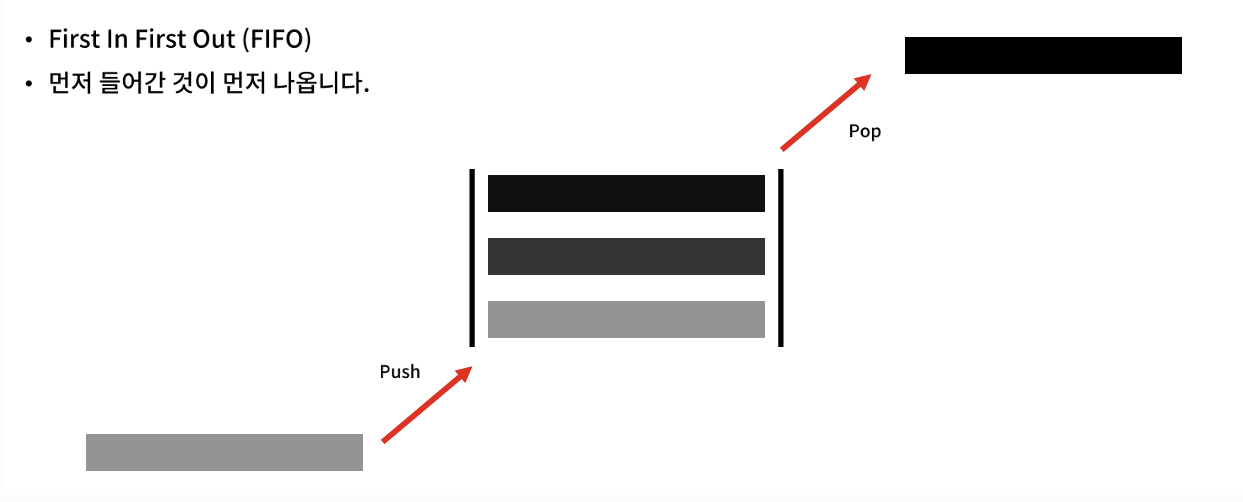 • First In First Out (FIFO)
• 먼저 들어간 것이 먼저 나옵니다.
Pop
Push